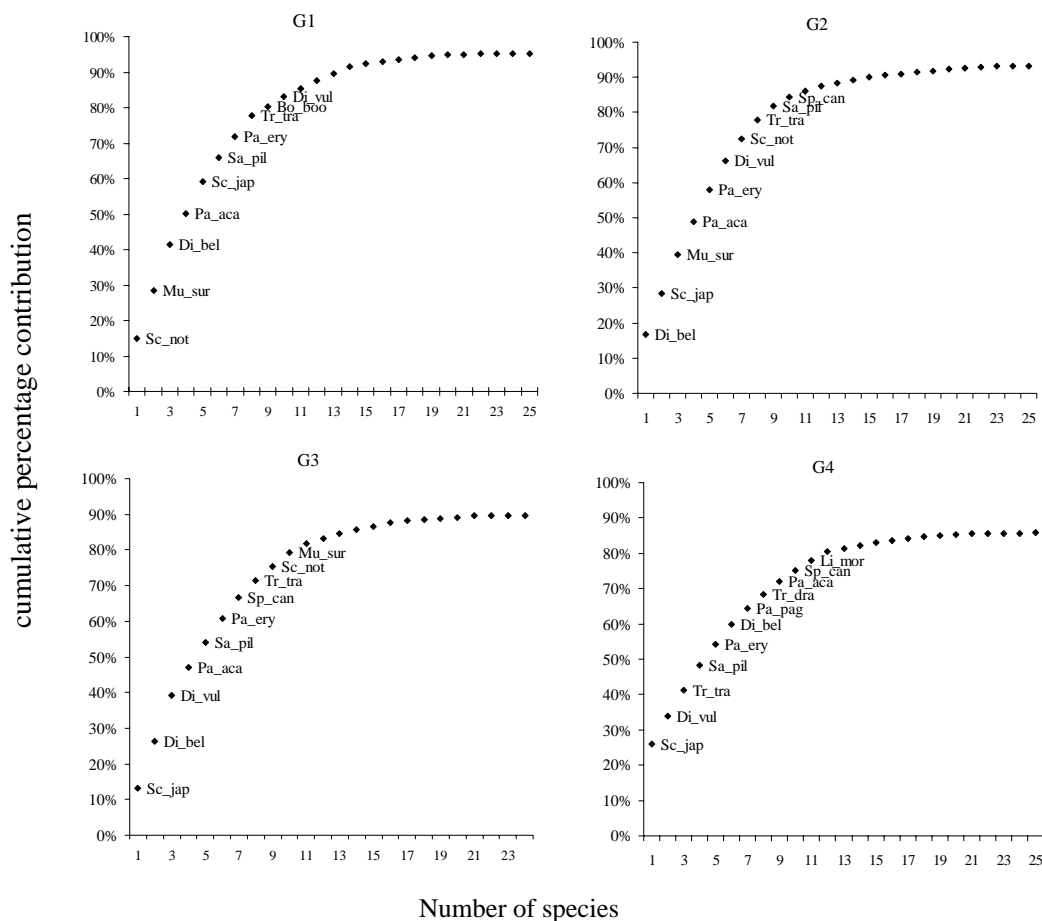 cumulative percentage contribution
G1
100%
90%
80%
70%
60%
50%
40%
30%
20%
10%
0%
Di_vul
Bo_boo
Tr_tra
Pa_ery
Sa_pil
Sc_jap
Pa_aca
Di_bel
Mu_sur
Sc_not
1 3 5 7 9 11 13 15 17 19 21 23 25
G2
100%
90%
80%
70%
60%
50%
40%
30%
20%
10%
0%
Sp_can
Sa_pil
Tr_tra
Sc_not
Di_vul
Pa_ery
Pa_aca
Mu_sur
Sc_jap
Di_bel
1 3 5 7 9 11 13 15 17 19 21 23 25
G3
100%
90%
80%
70%
60%
50%
40%
30%
20%
10%
0%
Mu_sur
Sc_not
Tr_tra
Sp_can
Pa_ery
Sa_pil
Pa_aca
Di_vul
Di_bel
Sc_jap
1 3 5 7 9 11 13 15 17 19 21 23
G4
100%
90%
80%
70%
60%
50%
40%
30%
20%
10%
0%
Li_mor
Sp_can
Pa_aca
Tr_dra
Pa_pag
Di_bel
Pa_ery
Sa_pil
Tr_tra
Di_vul
Sc_jap
1 3 5 7 9 11 13 15 17 19 21 23 25
Number of species